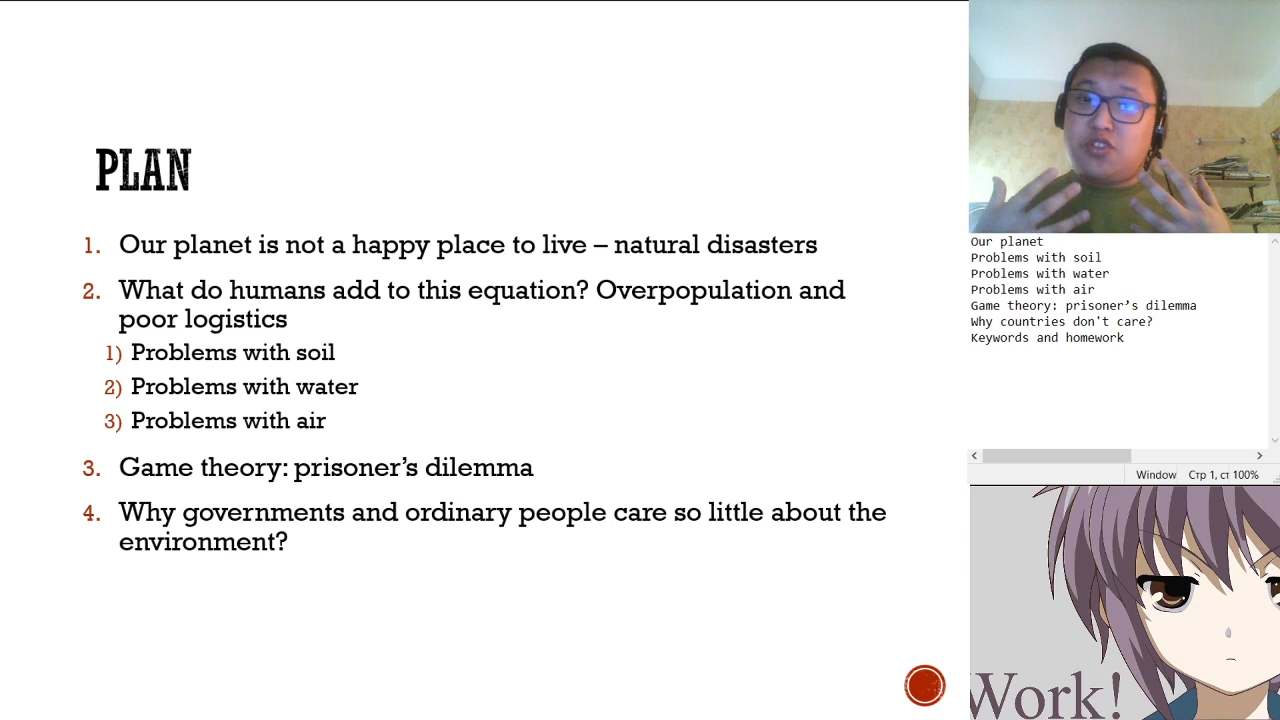 PLAN
1. Our planet is not a happy place to live – natural disasters
2. What do humans add to this equation? Overpopulation and
poor logistics
1) Problems with soil
2) Problems with water
3) Problems with air
3. Game theory: prisoner’s dilemma
4. Why governments and ordinary people care so little about the
environment?
Our planet
Problems with soil
Problems with water
Problems with air
Game theory: prisoner’s dilemma
Why countries don't care?
Keywords and homework
Window Стр 1, ст 100%
Work!